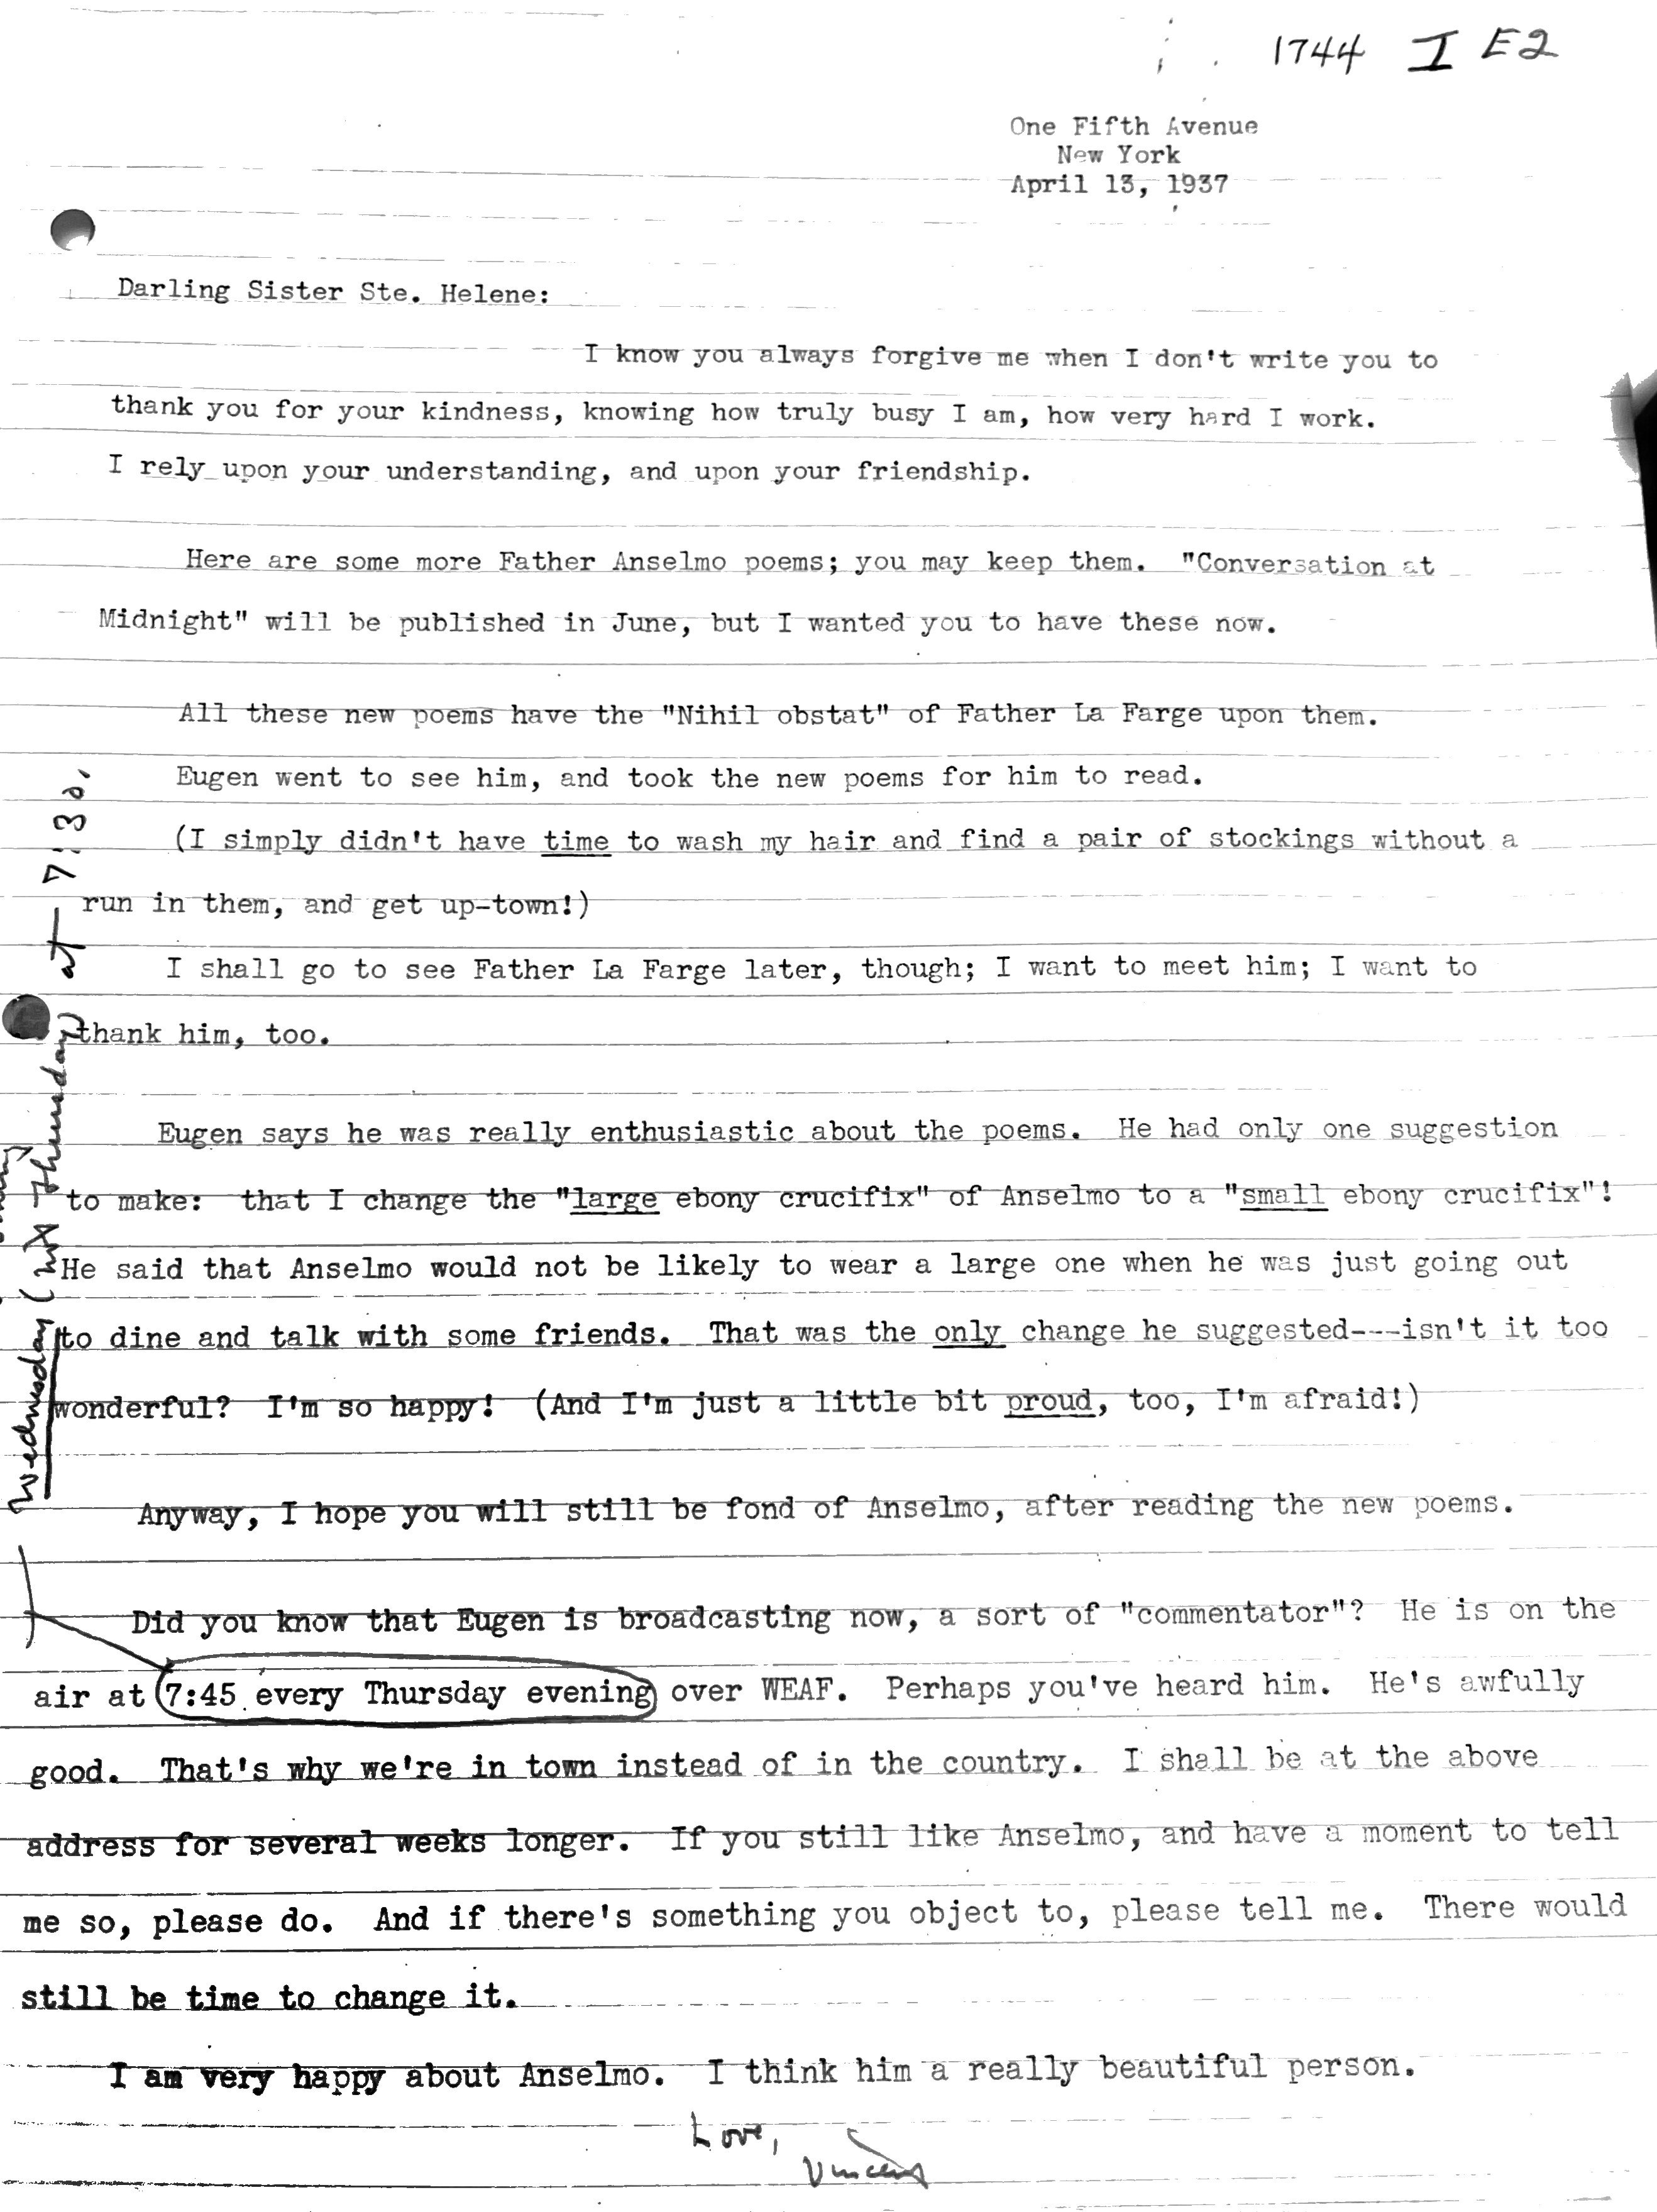 1744 I E2
One Fifth Avenue
New York
April 13, 1937
Darling Sister Ste. Helene:
I know you always forgive me when I don't write you to
thank you for your kindness, knowing how truly busy I am, how very hard I work.
I rely upon your understanding, and upon your friendship.
Here are some more Father Anselmo poems; you may keep them. "Conversation at
Midnight" will be published in June, but I wanted you to have these now.
All these new poems have the "Nihil obstat" of Father La Farge upon them.
Eugen went to see him, and took the new poems for him to read.
(I simply didn't have time to wash my hair and find a pair of stockings without a
run in them, and get up-town!)
I shall go to see Father La Farge later, though; I want to meet him; I want to
thank him, too.
Eugen says he was really enthusiastic about the poems. He had only one suggestion
to make: that I change the "large ebony crucifix" of Anselmo to a "small ebony crucifix"!
He said that Anselmo would not be likely to wear a large one when he was just going out
to dine and talk with some friends. That was the only change he suggested---isn't it too
wonderful? I'm so happy! (And I'm just a little bit proud, too, I'm afraid!)
Anyway, I hope you will still be fond of Anselmo, after reading the new poems.
Did you know that Eugen is broadcasting now, a sort of "commentator"? He is on the
air at 7:45 every Thursday evening over WEAF. Perhaps you've heard him. He's awfully
good. That's why we're in town instead of in the country. I shall be at the above
address for several weeks longer. If you still like Anselmo, and have a moment to tell
me so, please do. And if there's something you object to, please tell me. There would
still be time to change it.
I am very happy about Anselmo. I think him a really beautiful person.
Love,
Vincent
Wednesday (not Thursday) at 7:30,